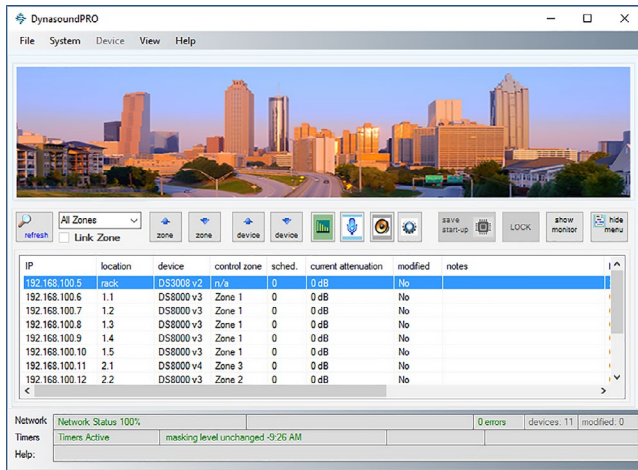 DynasoundPRO
File System Device View Help
refresh
All Zones
Link Zone
zone
zone
device
device
save
start-up
LOCK
show
monitor
hide
menu
IP location device control zone sched. current attenuation modified notes
192.168.100.5 rack DS3008 v2 n/a 0 0 dB No
192.168.100.6 1.1 DS8000 v3 Zone 1 0 0 dB No
192.168.100.7 1.2 DS8000 v3 Zone 1 0 0 dB No
192.168.100.8 1.3 DS8000 v3 Zone 1 0 0 dB No
192.168.100.9 1.4 DS8000 v3 Zone 1 0 0 dB No
192.168.100.10 1.5 DS8000 v3 Zone 1 0 0 dB No
192.168.100.11 2.1 DS8000 v4 Zone 3 0 0 dB No
192.168.100.12 2.2 DS8000 v3 Zone 2 0 0 dB No
Network Network Status 100% 0 errors devices: 11 modified: 0
Timers Timers Active masking level unchanged -9:26 AM
Help: